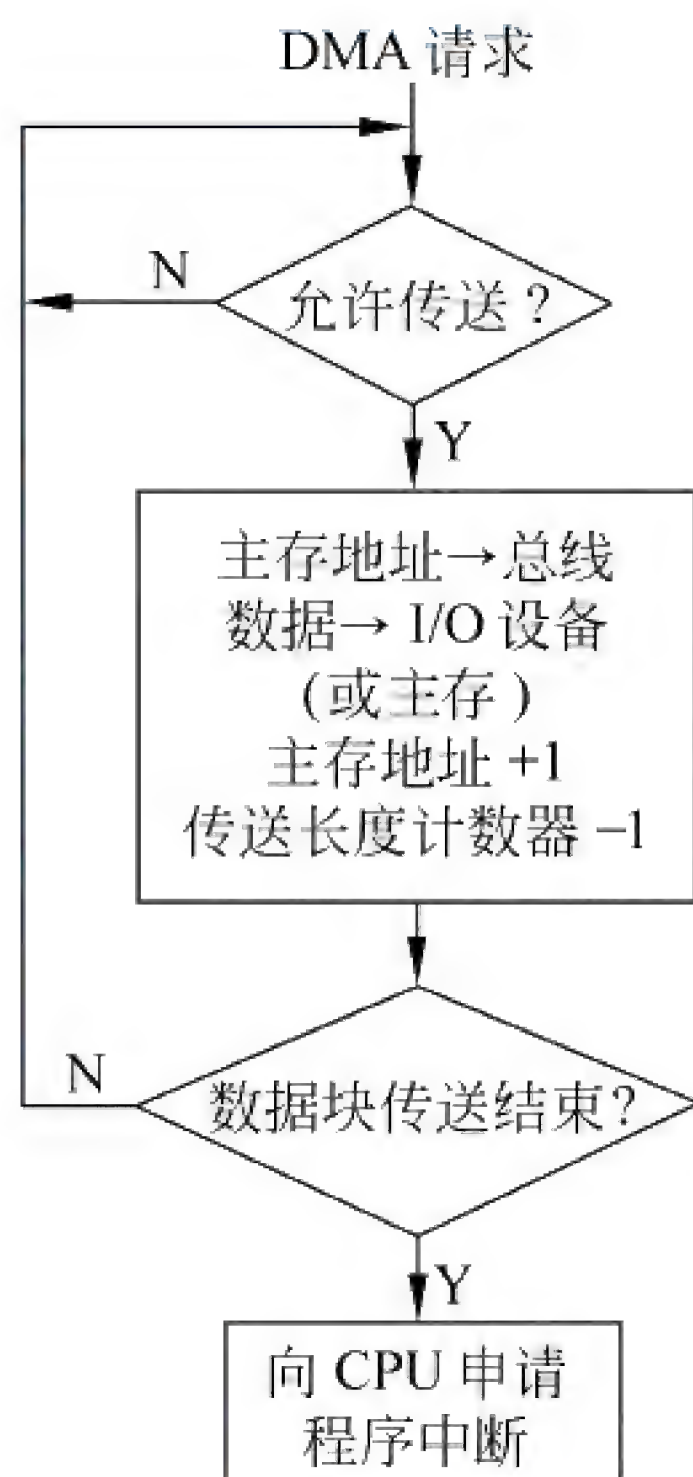 DMA 请求
N
允许传送？
Y
主存地址→总线
数据→ I/O 设备
(或主存)
主存地址 +1
传送长度计数器 -1
N
数据块传送结束?
Y
向 CPU 申请
程序中断